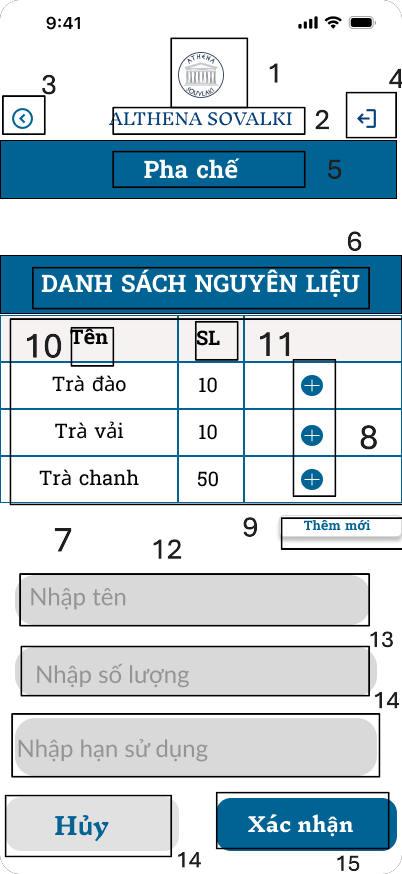 9:41
ATHENA
SOUVLAKI
1
3
4
ALTHENA SOVALKI
2
Pha chế
5
6
DANH SÁCH NGUYÊN LIỆU
10
Tên
SL
11
Trà đào
10
Trà vải
10
8
Trà chanh
50
9
Thêm mới
7
12
Nhập tên
13
Nhập số lượng
14
Nhập hạn sử dụng
Hủy
Xác nhận
14
15